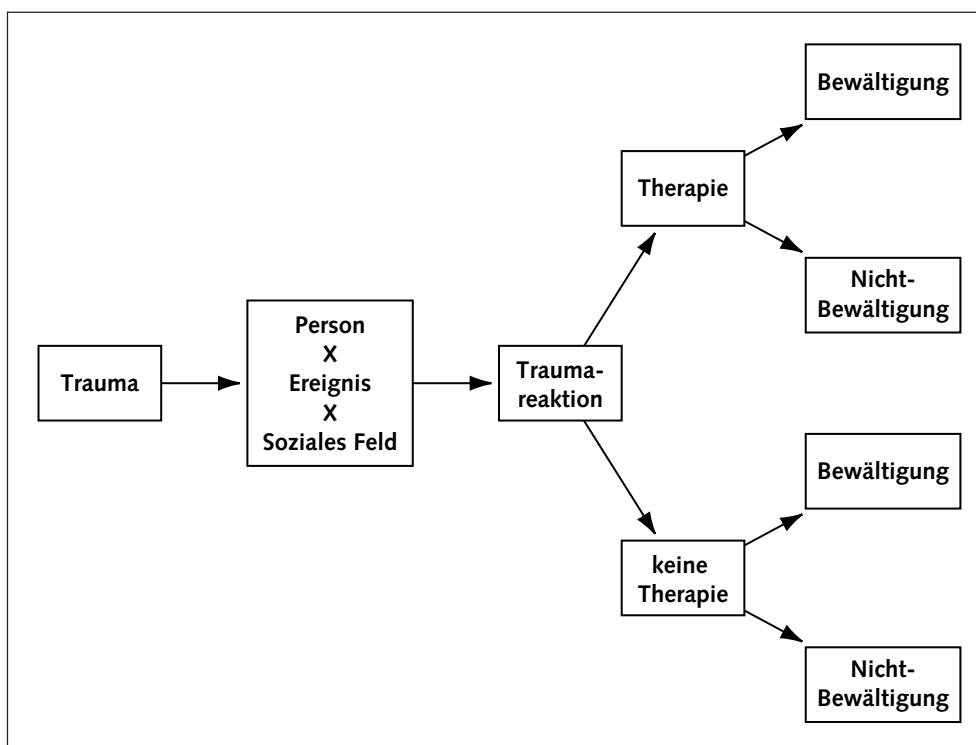 Trauma
Person
X
Ereignis
X
Soziales Feld
Trauma-
reaktion
Therapie
Bewältigung
Nicht-
Bewältigung
keine
Therapie
Bewältigung
Nicht-
Bewältigung